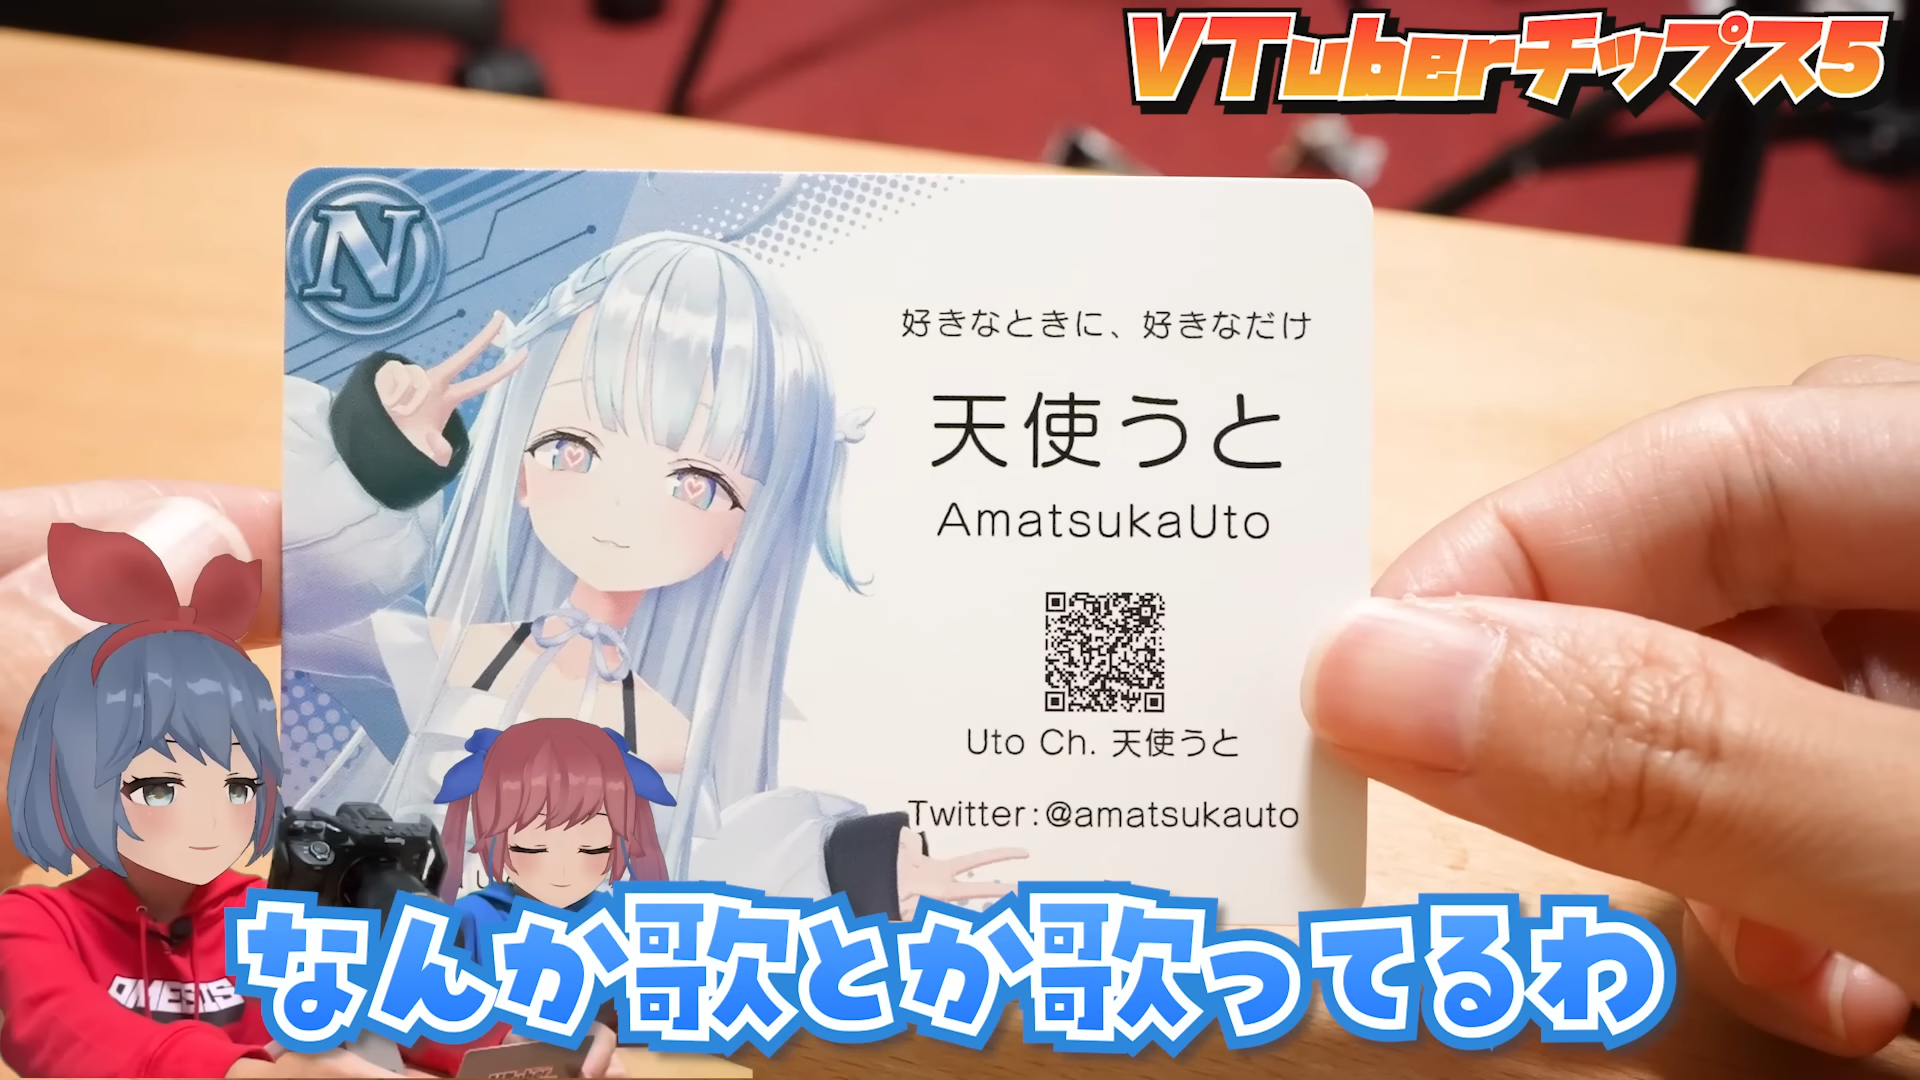 VTuberチップス5
N
好きなときに、好きなだけ
天使うと
AmatsukaUto
Uto Ch. 天使うと
Twitter:@amatsukauto
OMESIS
なんか歌とか歌ってるわ